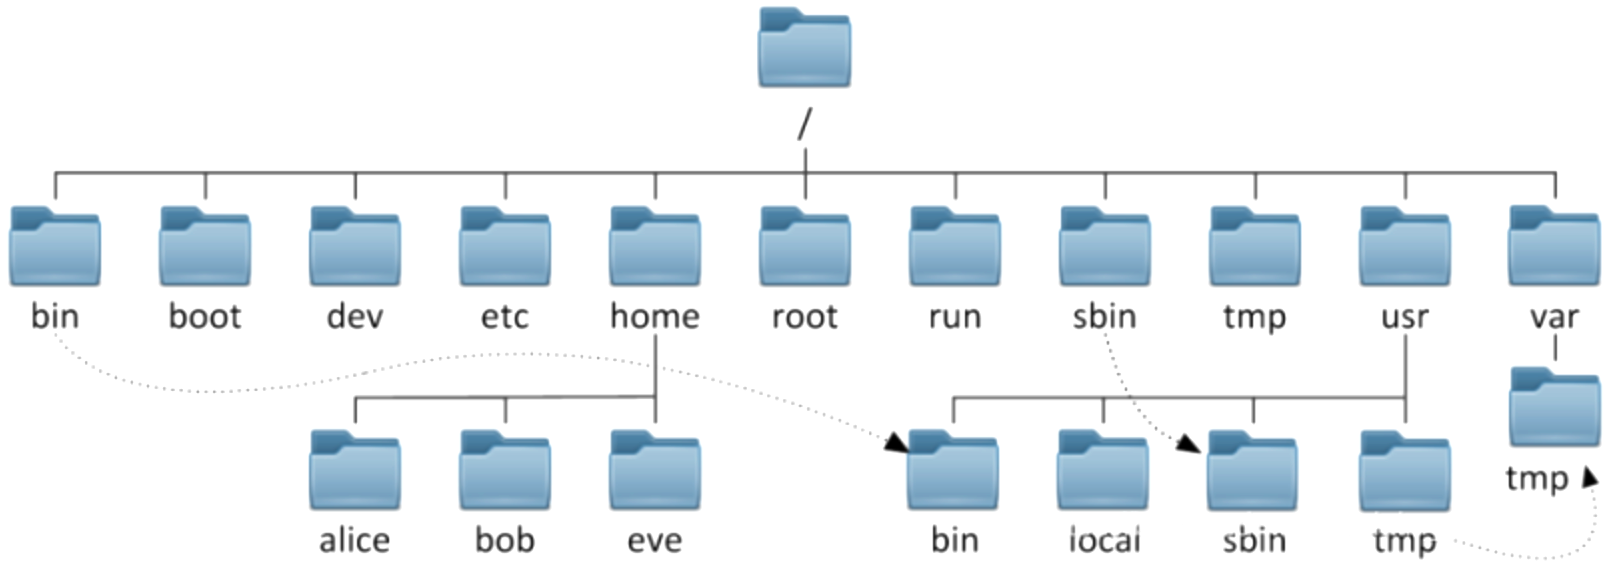 /
bin boot dev etc home root run sbin tmp usr var
tmp
alice bob eve bin local sbin tmp